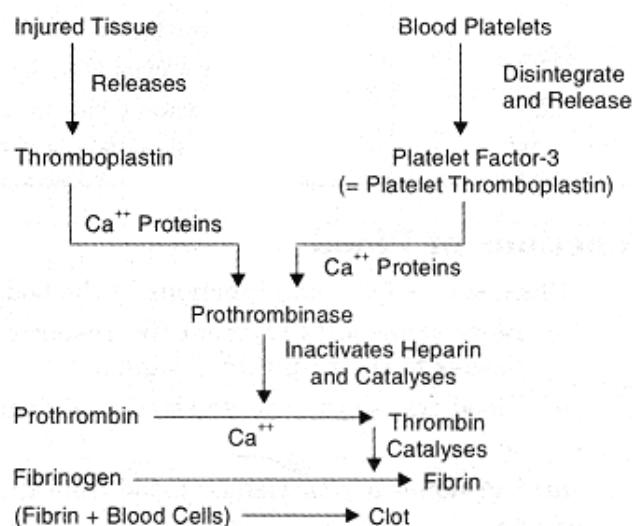 Injured Tissue
Blood Platelets
Releases
Disintegrate
and Release
Thromboplastin
Platelet Factor-3
(= Platelet Thromboplastin)
Ca++ Proteins
Ca++ Proteins
Prothrombinase
Inactivates Heparin
and Catalyses
Prothrombin
Ca++
Thrombin
Catalyses
Fibrinogen
Fibrin
(Fibrin + Blood Cells)
Clot